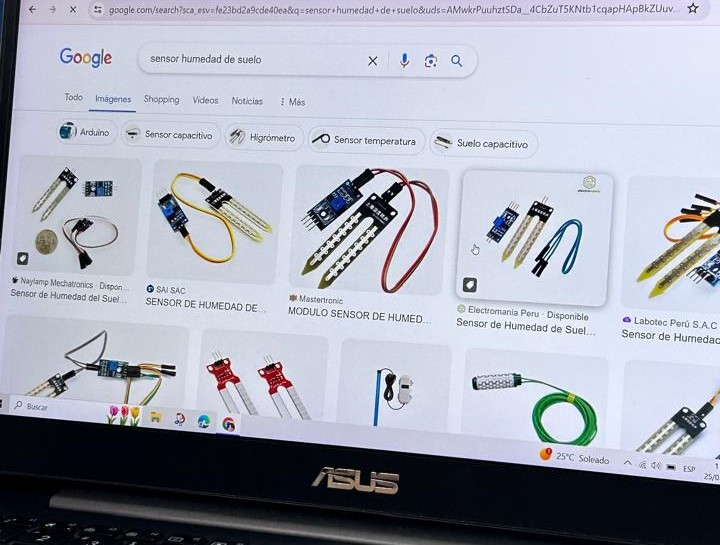 google.com/search?sca_esv=fe23bd2a9cde40ea&q=sensor+humedad+de+suelo&uds=AMwkrPuuhztSDa__4CbZuT5KNtb1cqapHApBkZUuv...
Google
sensor humedad de suelo
Todo Imágenes Shopping Videos Noticias Más
Arduino Sensor capacitivo Higrómetro Sensor temperatura Suelo capacitivo
Naylamp Mechatronics · Dispon...
Sensor de Humedad del Suel...
SAI SAC
SENSOR DE HUMEDAD DE...
Mastertronic
MODULO SENSOR DE HUMED...
Electromania Peru · Disponible
Sensor de Humedad de Suel...
Labotec Perú S.A.C
Sensor de Humedad
Buscar
25°C Soleado
ESP
25/0
ASUS